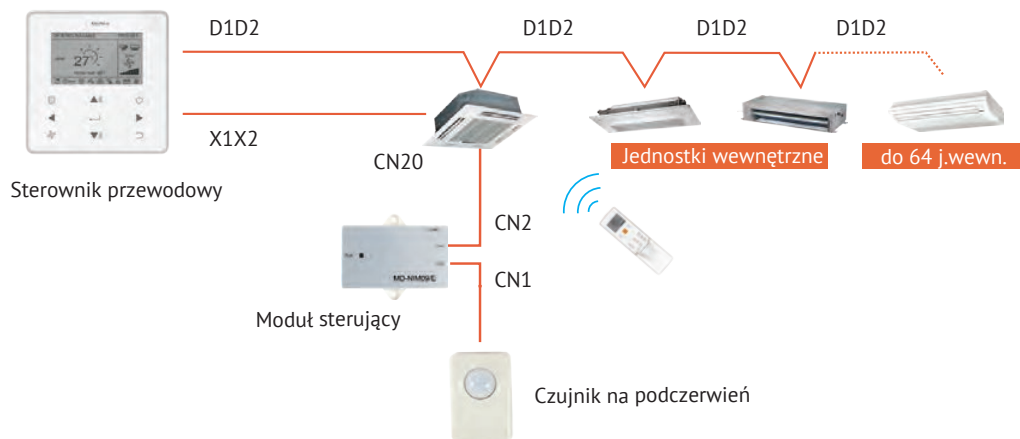 D1D2
D1D2
D1D2
D1D2
27°
X1X2
CN20
Jednostki wewnętrzne
do 64 j.wewn.
Sterownik przewodowy
CN2
MD-NIM09/E
CN1
Moduł sterujący
Czujnik na podczerwień